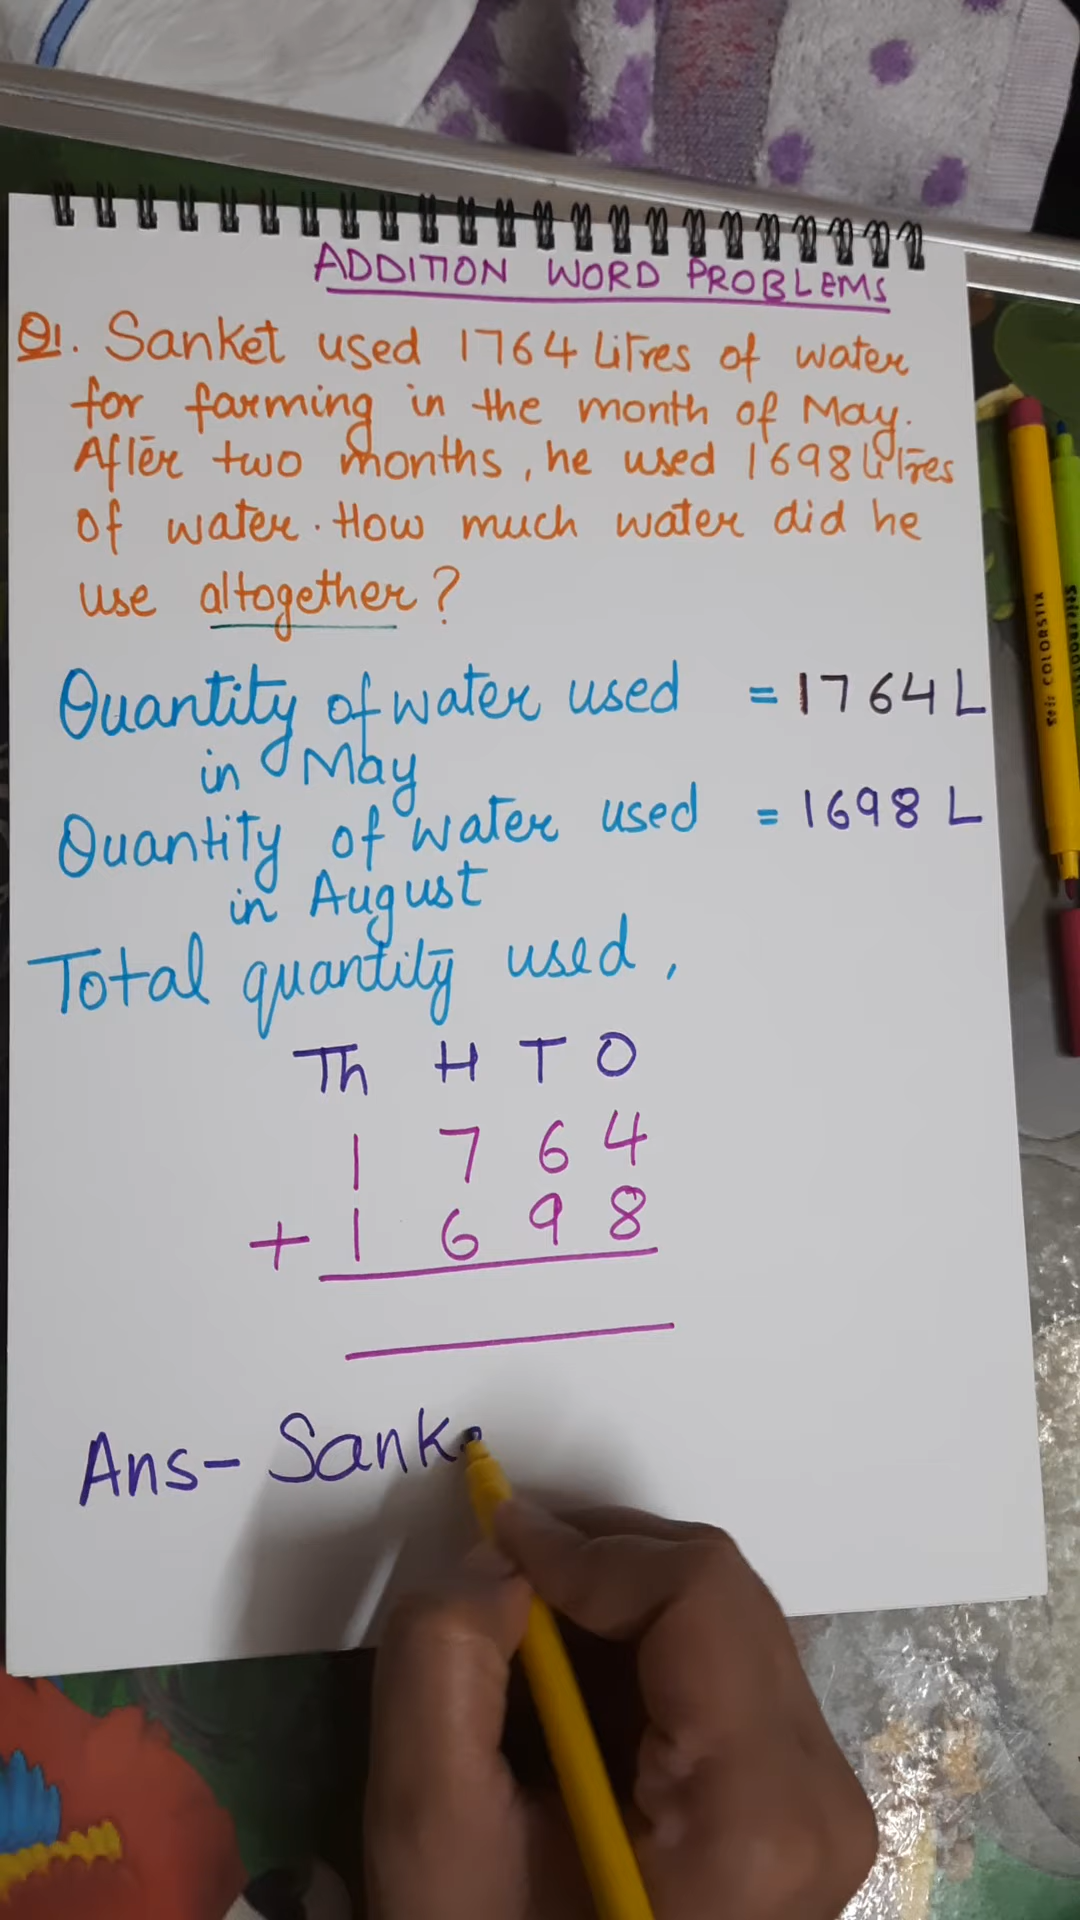 ADDITION WORD PROBLEMS
Q1. Sanket used 1764 Litres of water
for farming in the month of May.
After two months, he used 1698 Litres
of water. How much water did he
use altogether?
Quantity of water used = 1764 L
in May
Quantity of water used = 1698 L
in August
Total quantity used,
Th H T O
1 7 6 4
+ 1 6 9 8
Ans- Sank
Stic COLORSTIX